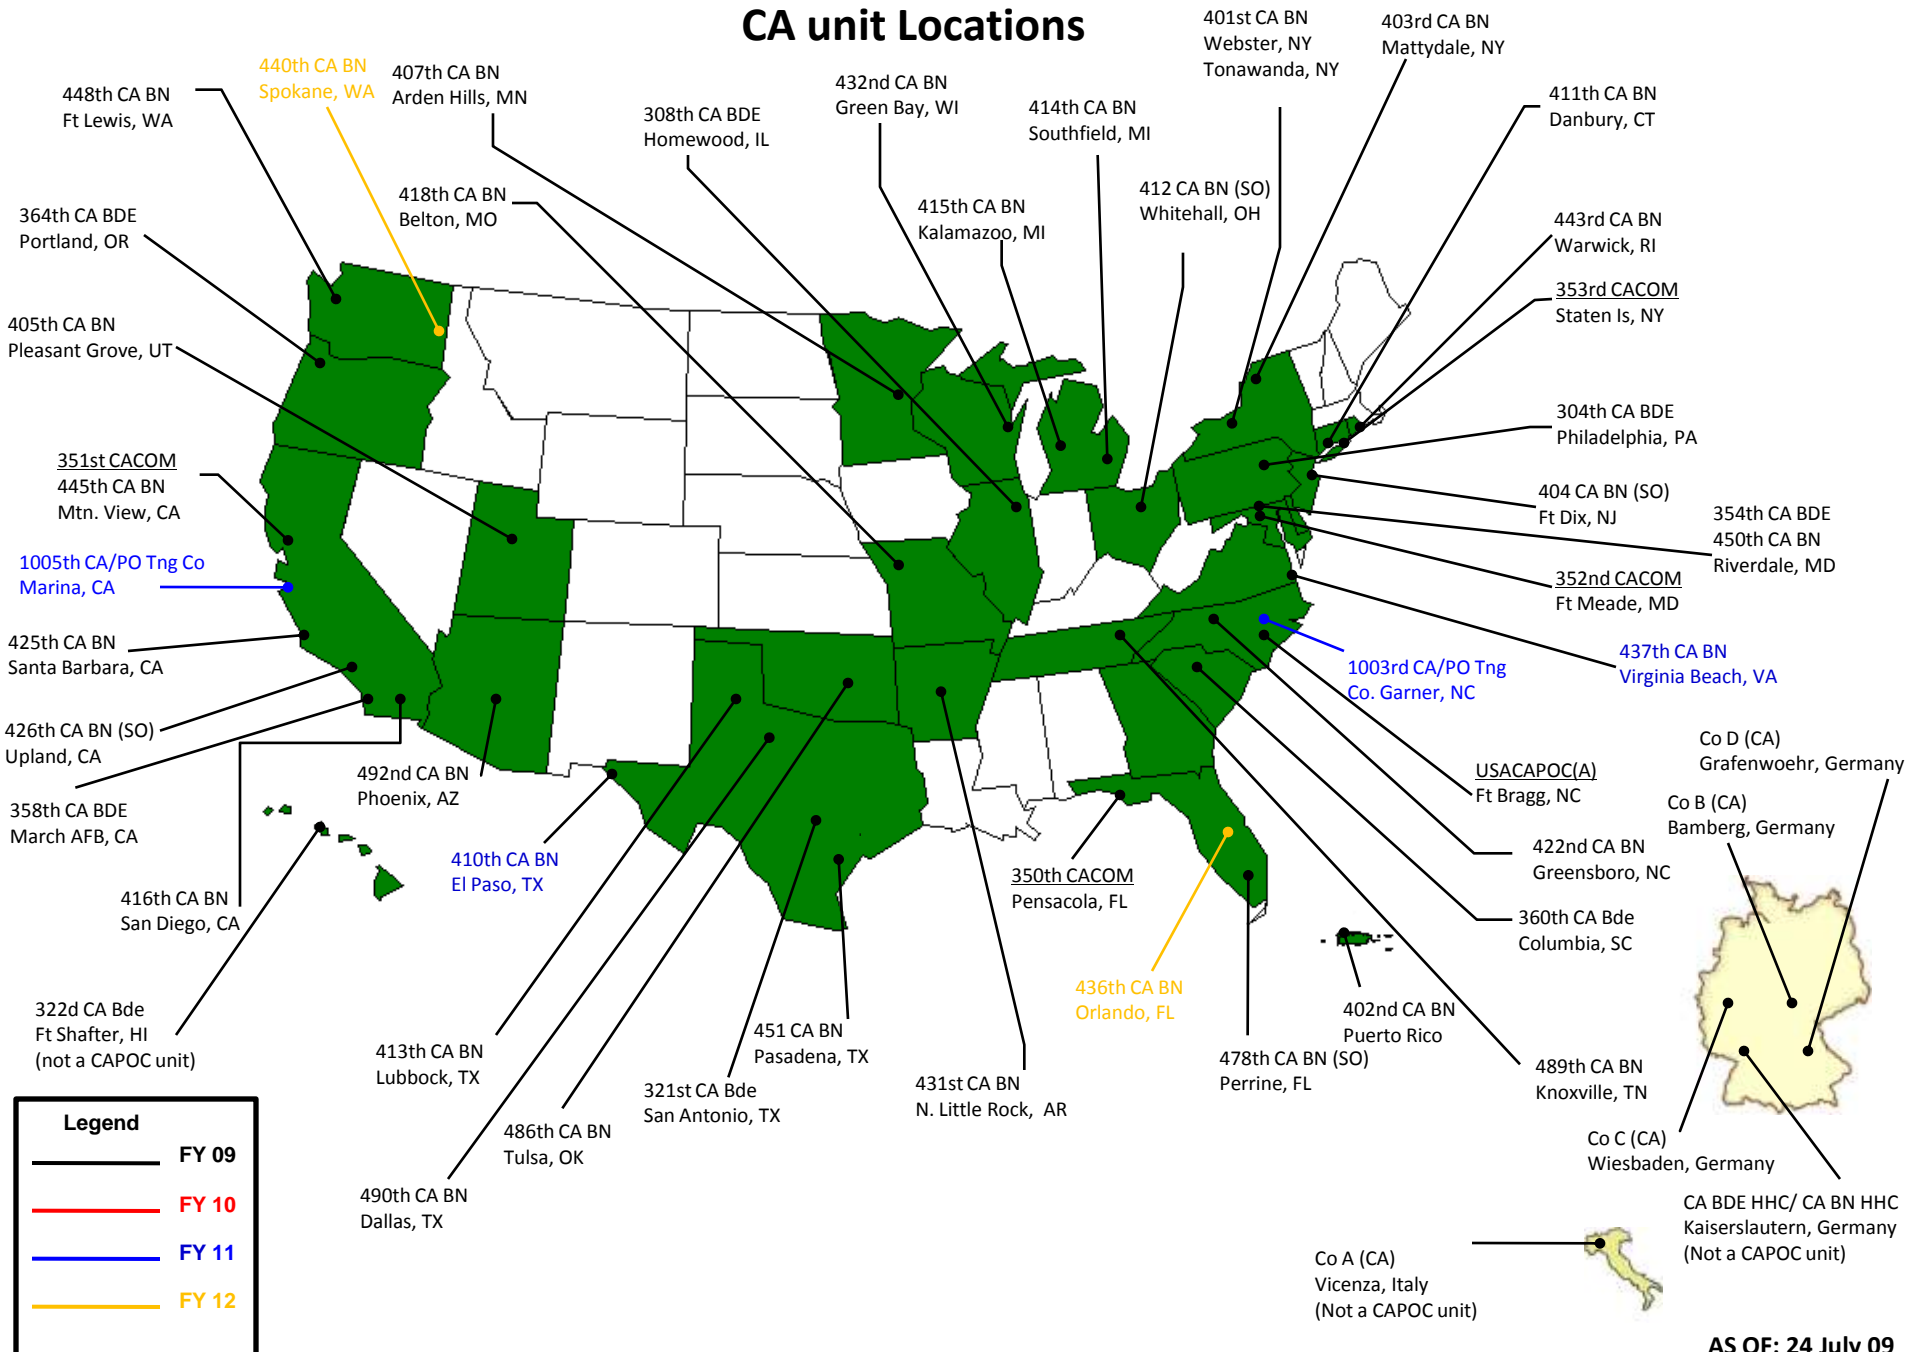 CA unit Locations
440th CA BN
Spokane, WA
407th CA BN
Arden Hills, MN
448th CA BN
Ft Lewis, WA
308th CA BDE
Homewood, IL
432nd CA BN
Green Bay, WI
414th CA BN
Southfield, MI
401st CA BN
Webster, NY
Tonawanda, NY
403rd CA BN
Mattydale, NY
411th CA BN
Danbury, CT
418th CA BN
Belton, MO
415th CA BN
Kalamazoo, MI
412 CA BN (SO)
Whitehall, OH
364th CA BDE
Portland, OR
443rd CA BN
Warwick, RI
353rd CACOM
Staten Is, NY
405th CA BN
Pleasant Grove, UT
304th CA BDE
Philadelphia, PA
351st CACOM
445th CA BN
Mtn. View, CA
404 CA BN (SO)
Ft Dix, NJ
354th CA BDE
450th CA BN
Riverdale, MD
1005th CA/PO Tng Co
Marina, CA
352nd CACOM
Ft Meade, MD
425th CA BN
Santa Barbara, CA
1003rd CA/PO Tng
Co. Garner, NC
437th CA BN
Virginia Beach, VA
426th CA BN (SO)
Upland, CA
492nd CA BN
Phoenix, AZ
USACAPOC(A)
Ft Bragg, NC
Co D (CA)
Grafenwoehr, Germany
358th CA BDE
March AFB, CA
410th CA BN
El Paso, TX
350th CACOM
Pensacola, FL
422nd CA BN
Greensboro, NC
Co B (CA)
Bamberg, Germany
416th CA BN
San Diego, CA
360th CA Bde
Columbia, SC
436th CA BN
Orlando, FL
402nd CA BN
Puerto Rico
322d CA Bde
Ft Shafter, HI
(not a CAPOC unit)
413th CA BN
Lubbock, TX
451 CA BN
Pasadena, TX
478th CA BN (SO)
Perrine, FL
489th CA BN
Knoxville, TN
321st CA Bde
San Antonio, TX
431st CA BN
N. Little Rock, AR
486th CA BN
Tulsa, OK
490th CA BN
Dallas, TX
Co C (CA)
Wiesbaden, Germany
CA BDE HHC/ CA BN HHC
Kaiserslautern, Germany
(Not a CAPOC unit)
Co A (CA)
Vicenza, Italy
(Not a CAPOC unit)
Legend
FY 09
FY 10
FY 11
FY 12
AS OF: 24 July 09